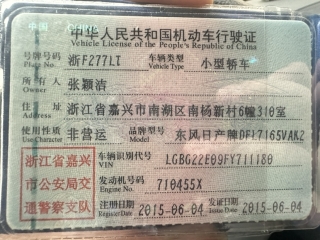 中华人民共和国机动车行驶证
Vehicle License of the People's Republic of China
号牌号码 浙F277LT 车辆类型 小型轿车
Plate No. Vehicle Type
所有人 张颖洁
Owner
住址 浙江省嘉兴市南湖区南杨新村6幢310室
Address
使用性质 非营运 品牌型号 东风日产牌DFL7165VAK2
Use Character Model
浙江省嘉兴
市公安局交
通警察支队
车辆识别代号 LGBG22E09FY711180
VIN
发动机号码 710455X
Engine No.
注册日期 2015-06-04 发证日期 2015-06-04
Register Date Issue Date